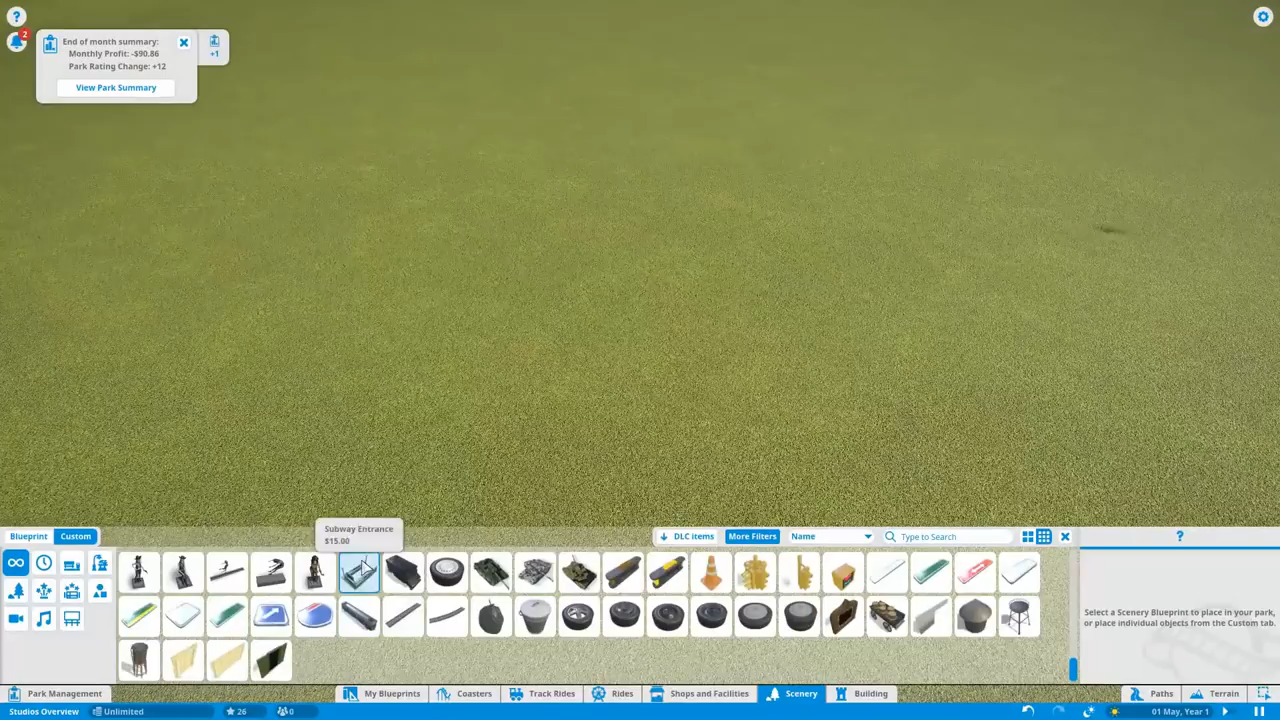 ?
2
End of month summary:
Monthly Profit: -$90.86
Park Rating Change: +12
View Park Summary
+1
Subway Entrance
$15.00
Blueprint
Custom
DLC items
More Filters
Name
Type to Search
?
Select a Scenery Blueprint to place in your park,
or place individual objects from the Custom tab.
Park Management
My Blueprints
Coasters
Track Rides
Rides
Shops and Facilities
Scenery
Building
Paths
Terrain
Studios Overview
Unlimited
26
0
01 May, Year 1